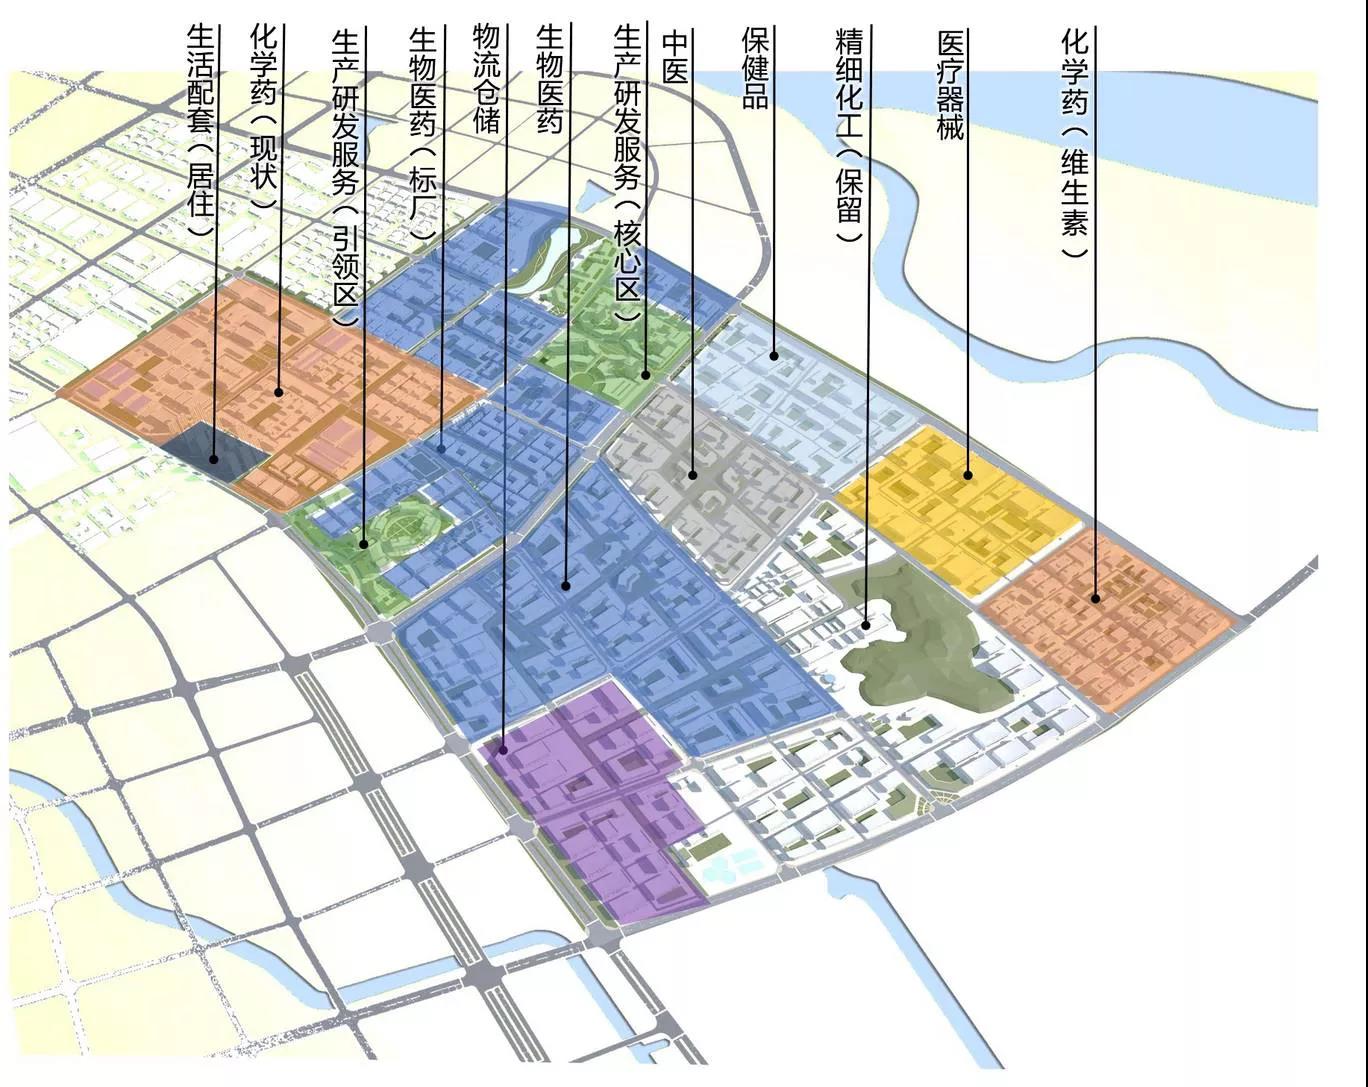 生活配套（居住）
化学药（现状）
生产研发服务（引领区）
生物医药（标厂）
物流仓储
生物医药
生产研发服务（核心区）
中医
保健品
精细化工（保留）
医疗器械
化学药（维生素）